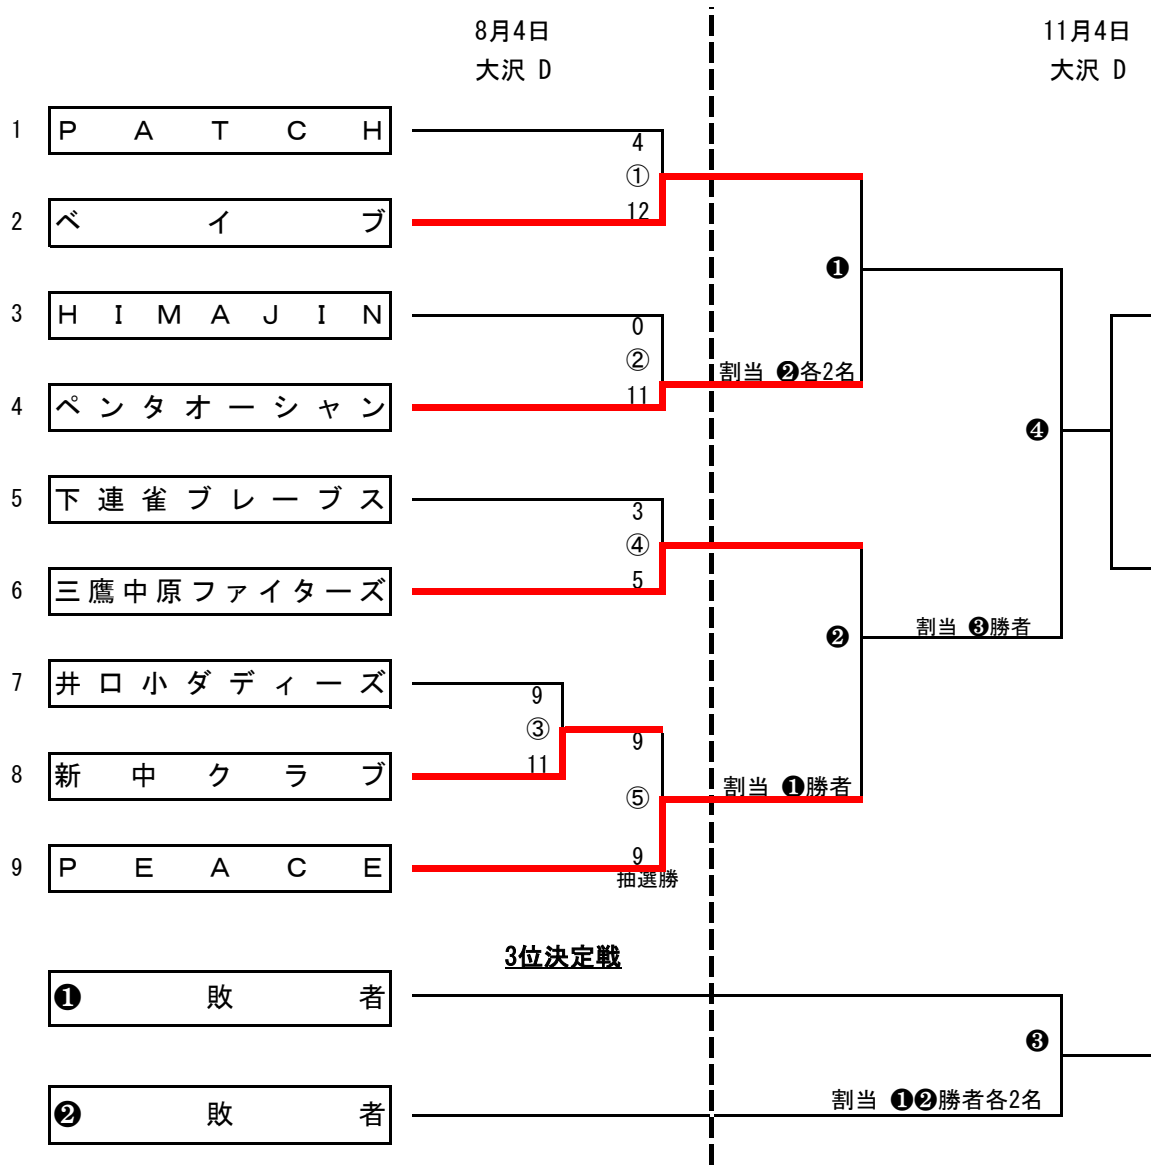 8月4日 11月4日
大沢 D 大沢 D
1 ＰＡＴＣＨ
4
①
12
2 ベイブ
❶
3 ＨＩＭＡＪＩＮ
0
②
割当 ❷各2名
11
4 ペンタオーシャン
❹
5 下連雀ブレーブス
3
④
5
6 三鷹中原ファイターズ
割当 ❸勝者
❷
7 井口小ダディーズ
9
③
9
11
8 新中クラブ
割当 ❶勝者
⑤
9
9 ＰＥＡＣＥ
抽選勝
3位決定戦
❶敗者
❸
割当 ❶❷勝者各2名
❷敗者